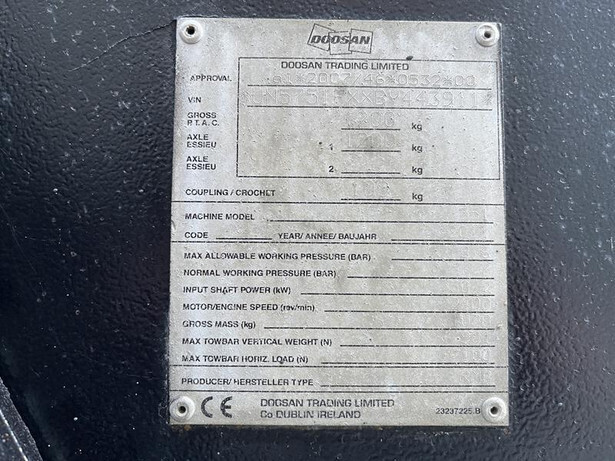 DOOSAN
DOOSAN TRADING LIMITED
APPROVAL
VIN
GROSS
P.T.A.C. kg
AXLE
ESSIEU 1 kg
AXLE
ESSIEU 2 kg
COUPLING / CROCHET kg
MACHINE MODEL
CODE YEAR/ ANNEE/ BAUJAHR
MAX ALLOWABLE WORKING PRESSURE (BAR)
NORMAL WORKING PRESSURE (BAR)
INPUT SHAFT POWER (kW)
MOTOR/ENGINE SPEED (rev/min)
GROSS MASS (kg)
MAX TOWBAR VERTICAL WEIGHT (N)
MAX TOWBAR HORIZ. LOAD (N)
PRODUCER/ HERSTELLER TYPE
CE DOOSAN TRADING LIMITED
Co DUBLIN IRELAND 23237225.B